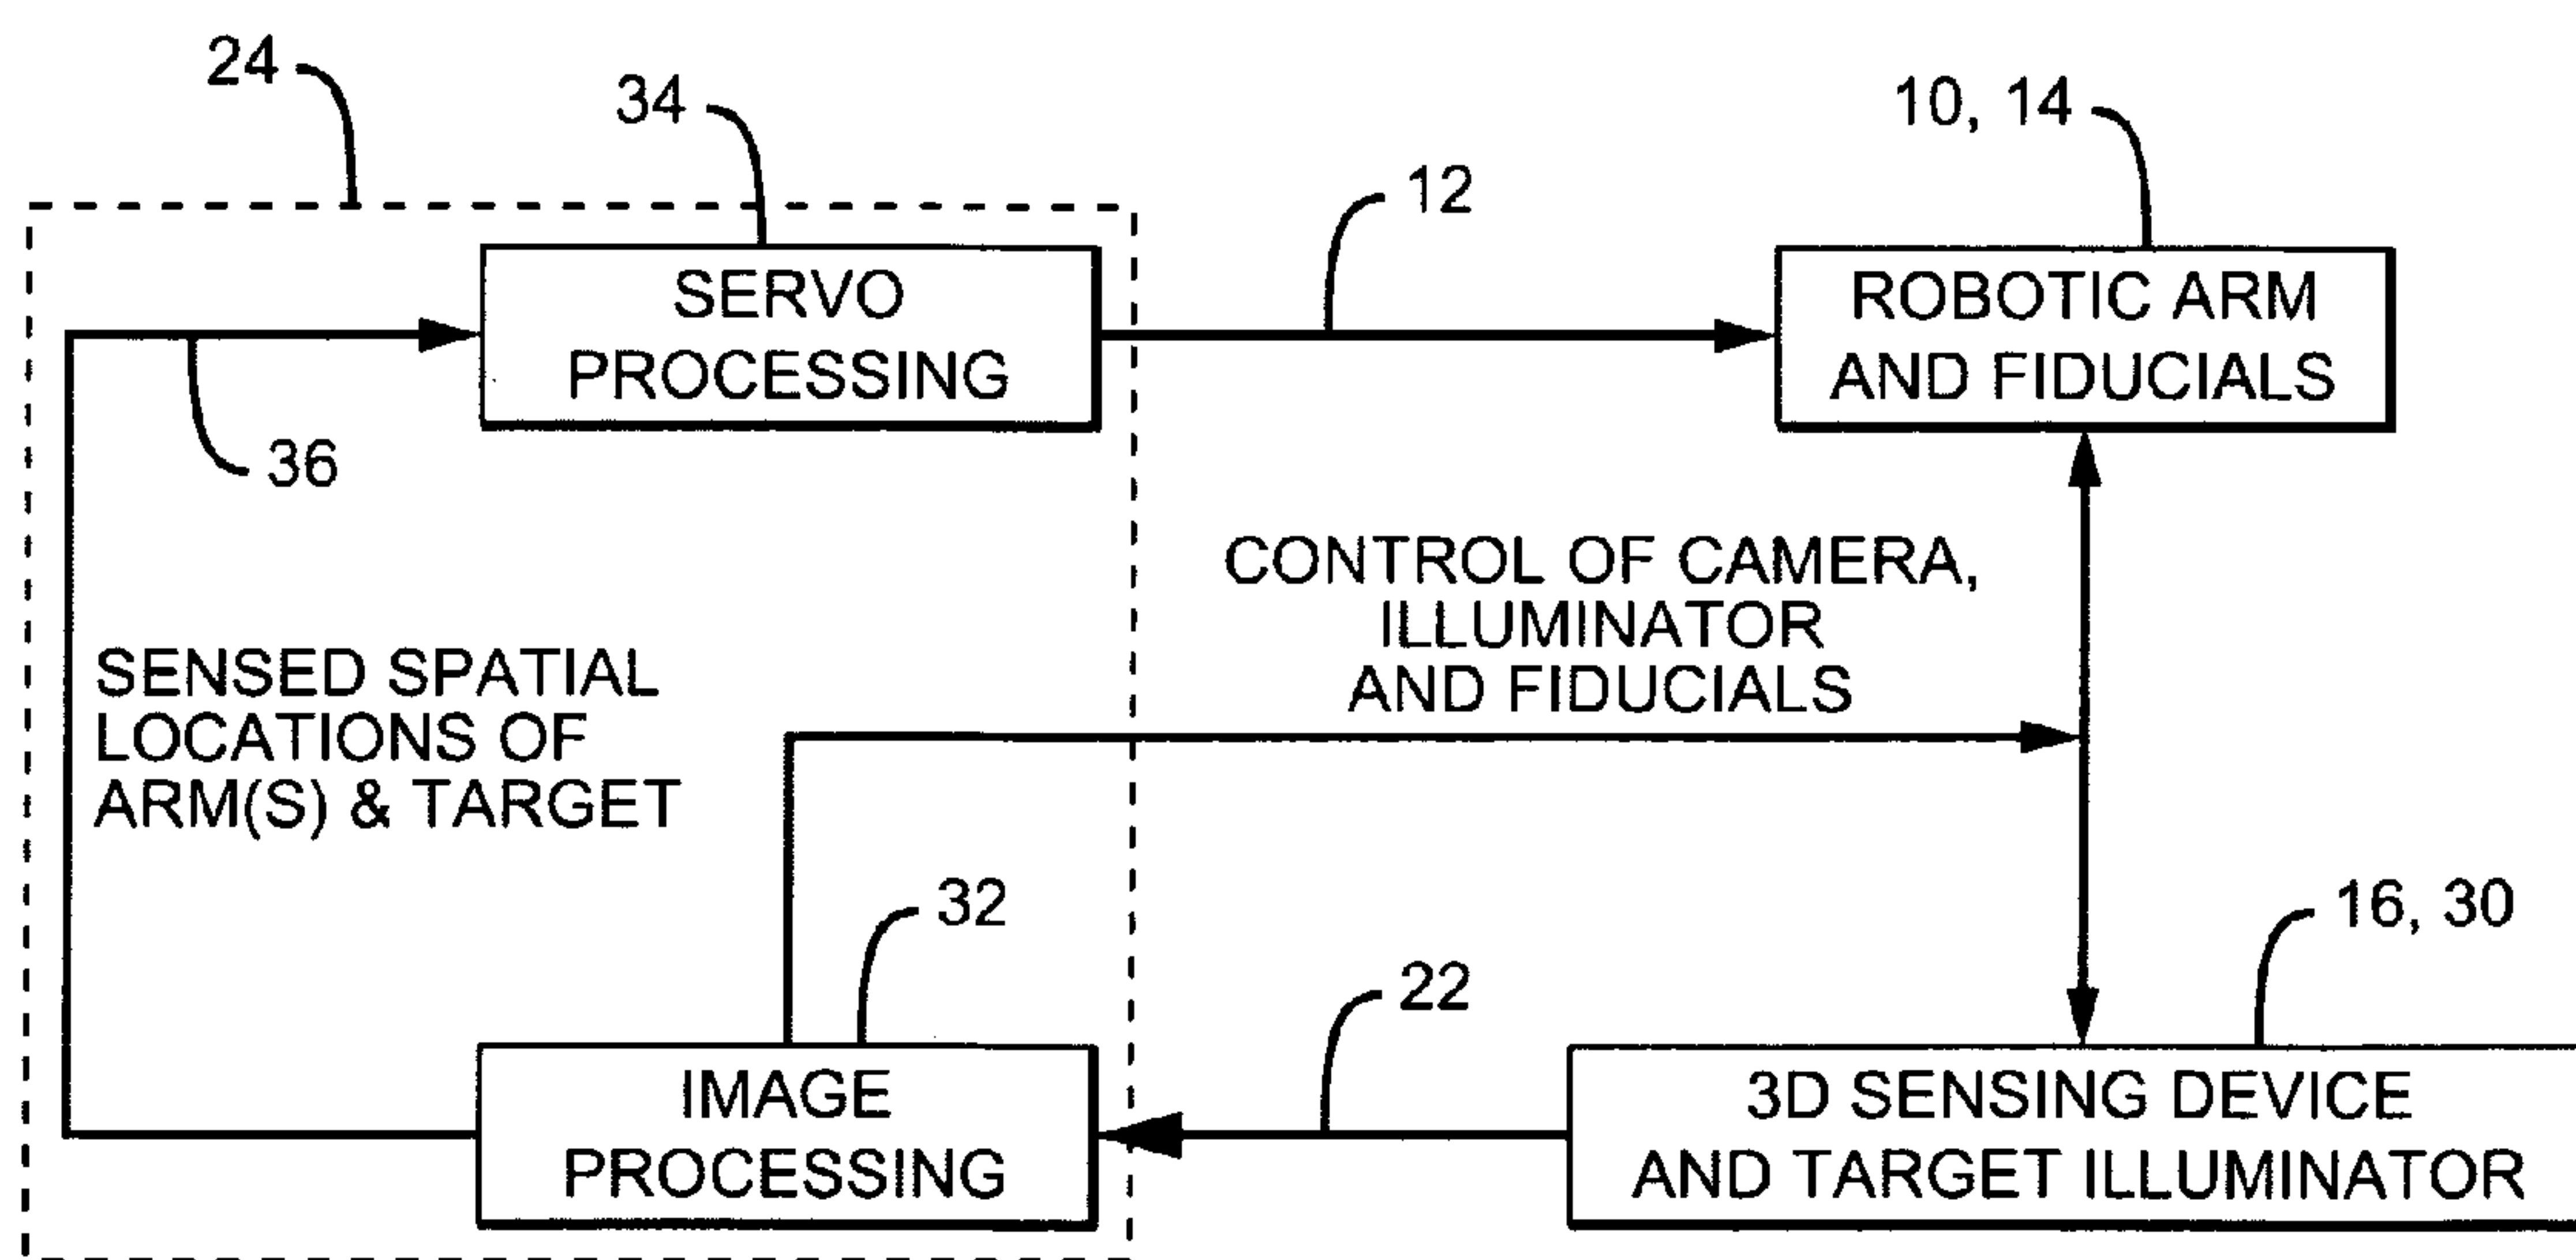 24
34
10, 14
12
SERVO
PROCESSING
ROBOTIC ARM
AND FIDUCIALS
36
CONTROL OF CAMERA,
ILLUMINATOR
AND FIDUCIALS
SENSED SPATIAL
LOCATIONS OF
ARM(S) & TARGET
32
16, 30
22
IMAGE
PROCESSING
3D SENSING DEVICE
AND TARGET ILLUMINATOR